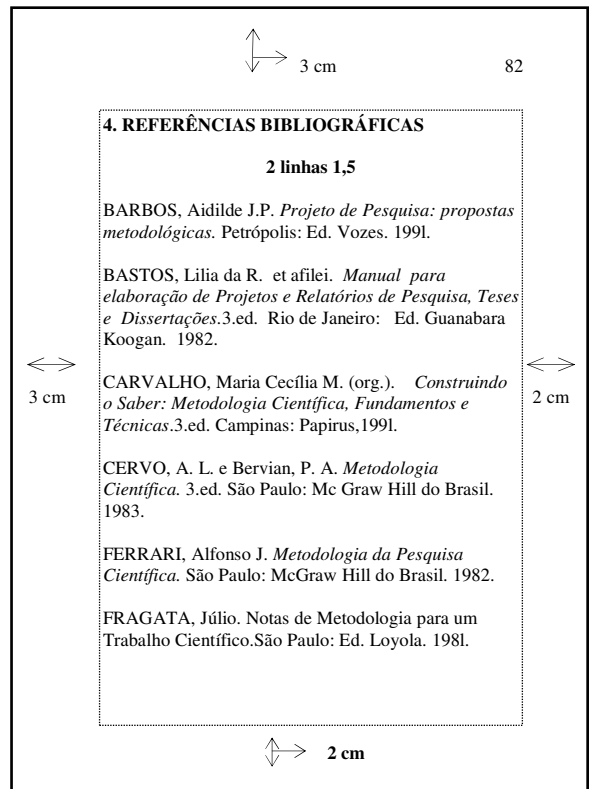 3 cm 82
4. REFERÊNCIAS BIBLIOGRÁFICAS
2 linhas 1,5
BARBOS, Aidilde J.P. Projeto de Pesquisa: propostas
metodológicas. Petrópolis: Ed. Vozes. 199l.
BASTOS, Lilia da R. et afilei. Manual para
elaboração de Projetos e Relatórios de Pesquisa, Teses
e Dissertações.3.ed. Rio de Janeiro: Ed. Guanabara
Koogan. 1982.
CARVALHO, Maria Cecília M. (org.). Construindo
o Saber: Metodologia Científica, Fundamentos e
Técnicas.3.ed. Campinas: Papirus,199l.
3 cm
2 cm
CERVO, A. L. e Bervian, P. A. Metodologia
Científica. 3.ed. São Paulo: Mc Graw Hill do Brasil.
1983.
FERRARI, Alfonso J. Metodologia da Pesquisa
Científica. São Paulo: McGraw Hill do Brasil. 1982.
FRAGATA, Júlio. Notas de Metodologia para um
Trabalho Científico.São Paulo: Ed. Loyola. 198l.
2 cm